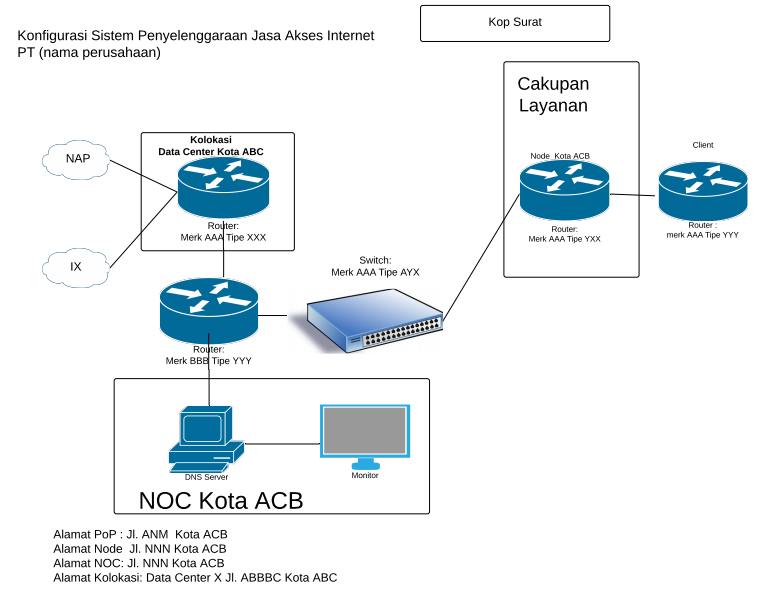 Kop Surat
Konfigurasi Sistem Penyelenggaraan Jasa Akses Internet
PT (nama perusahaan)
Cakupan
Layanan
NAP
Kolokasi
Data Center Kota ABC
Node Kota ACB
Client
Router:
Merk AAA Tipe XXX
Router:
Merk AAA Tipe YXX
Router :
merk AAA Tipe YYY
IX
Switch:
Merk AAA Tipe AYX
Router:
Merk BBB Tipe YYY
DNS Server
Monitor
NOC Kota ACB
Alamat PoP : Jl. ANM Kota ACB
Alamat Node Jl. NNN Kota ACB
Alamat NOC: Jl. NNN Kota ACB
Alamat Kolokasi: Data Center X Jl. ABBBC Kota ABC